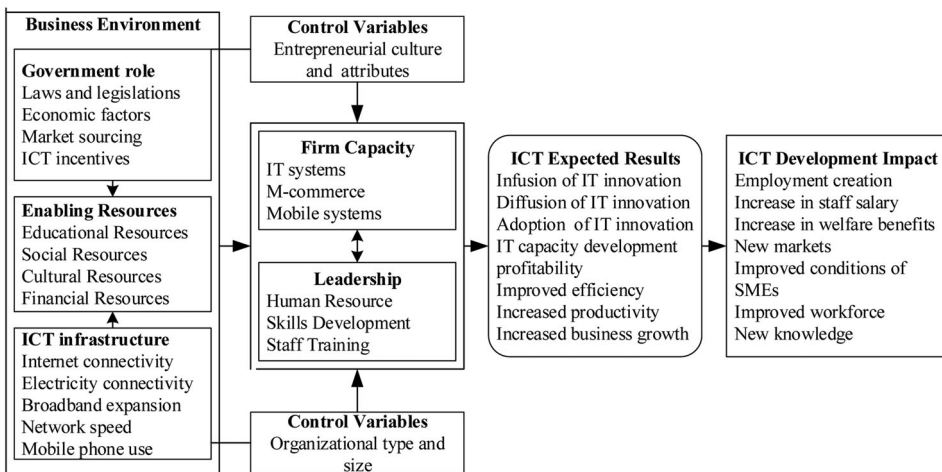 Business Environment
Government role
Laws and legislations
Economic factors
Market sourcing
ICT incentives
Enabling Resources
Educational Resources
Social Resources
Cultural Resources
Financial Resources
ICT infrastructure
Internet connectivity
Electricity connectivity
Broadband expansion
Network speed
Mobile phone use
Control Variables
Entrepreneurial culture
and attributes
Firm Capacity
IT systems
M-commerce
Mobile systems
Leadership
Human Resource
Skills Development
Staff Training
Control Variables
Organizational type and
size
ICT Expected Results
Infusion of IT innovation
Diffusion of IT innovation
Adoption of IT innovation
IT capacity development
profitability
Improved efficiency
Increased productivity
Increased business growth
ICT Development Impact
Employment creation
Increase in staff salary
Increase in welfare benefits
New markets
Improved conditions of
SMEs
Improved workforce
New knowledge